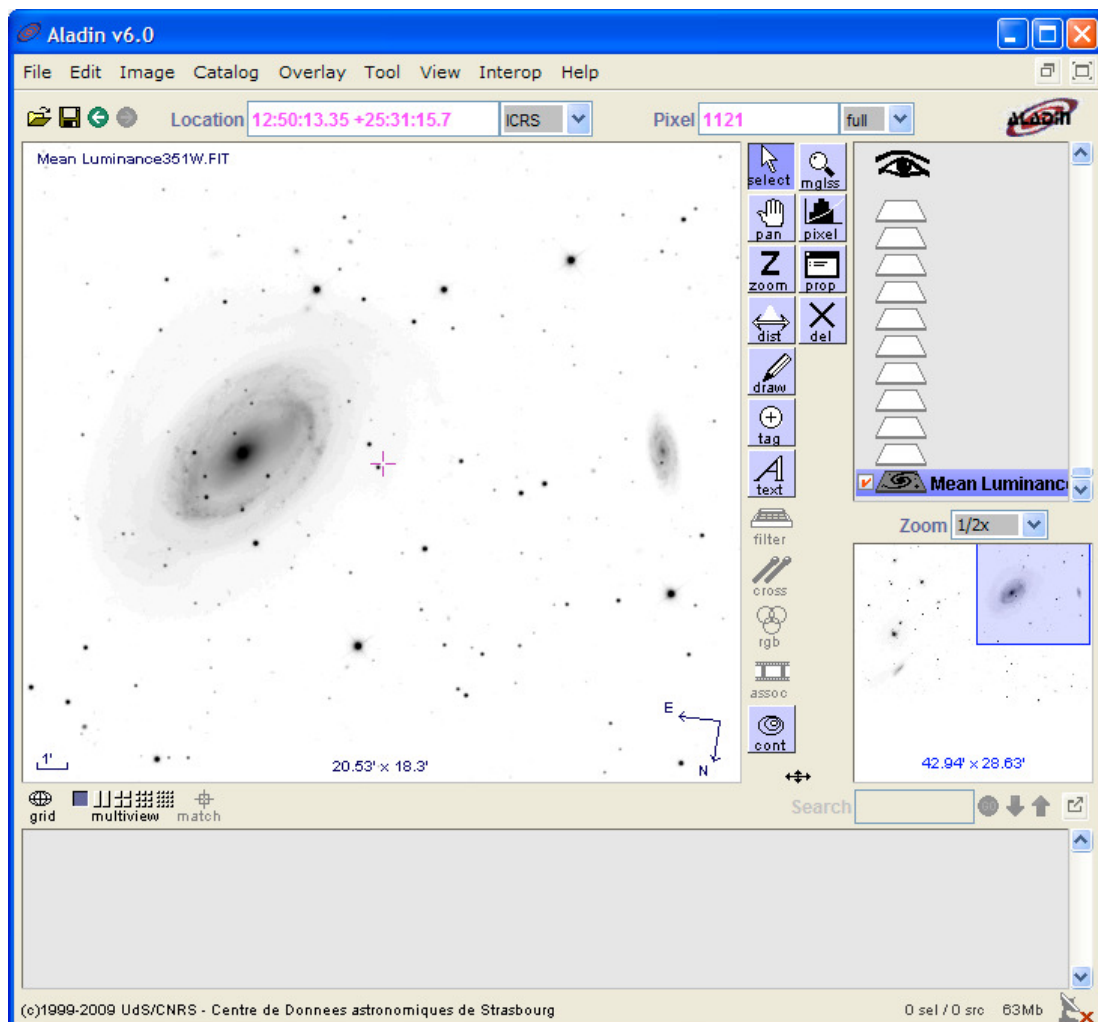 Aladin v6.0
File Edit Image Catalog Overlay Tool View Interop Help
Location 12:50:13.35 +25:31:15.7 ICRS Pixel 1121 full ALaDiN
Mean Luminance351W.FIT
select mglss
pan pixel
Z
zoom prop
dist del
draw
tag
A
text
filter
cross
rgb
assoc
cont
Mean Luminanc
Zoom 1/2x
E
N
1'
20.53' x 18.3'
42.94' x 28.63'
grid multiview match
Search GO
(c)1999-2009 UdS/CNRS - Centre de Donnees astronomiques de Strasbourg 0 sel / 0 src 63Mb